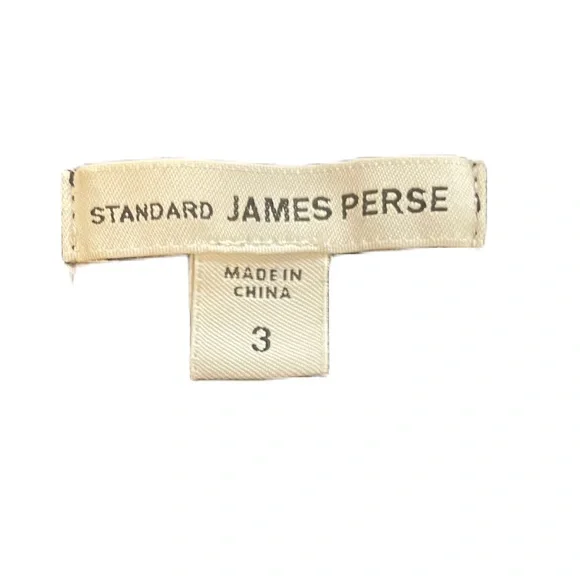 STANDARD JAMES PERSE
MADE IN
CHINA
3